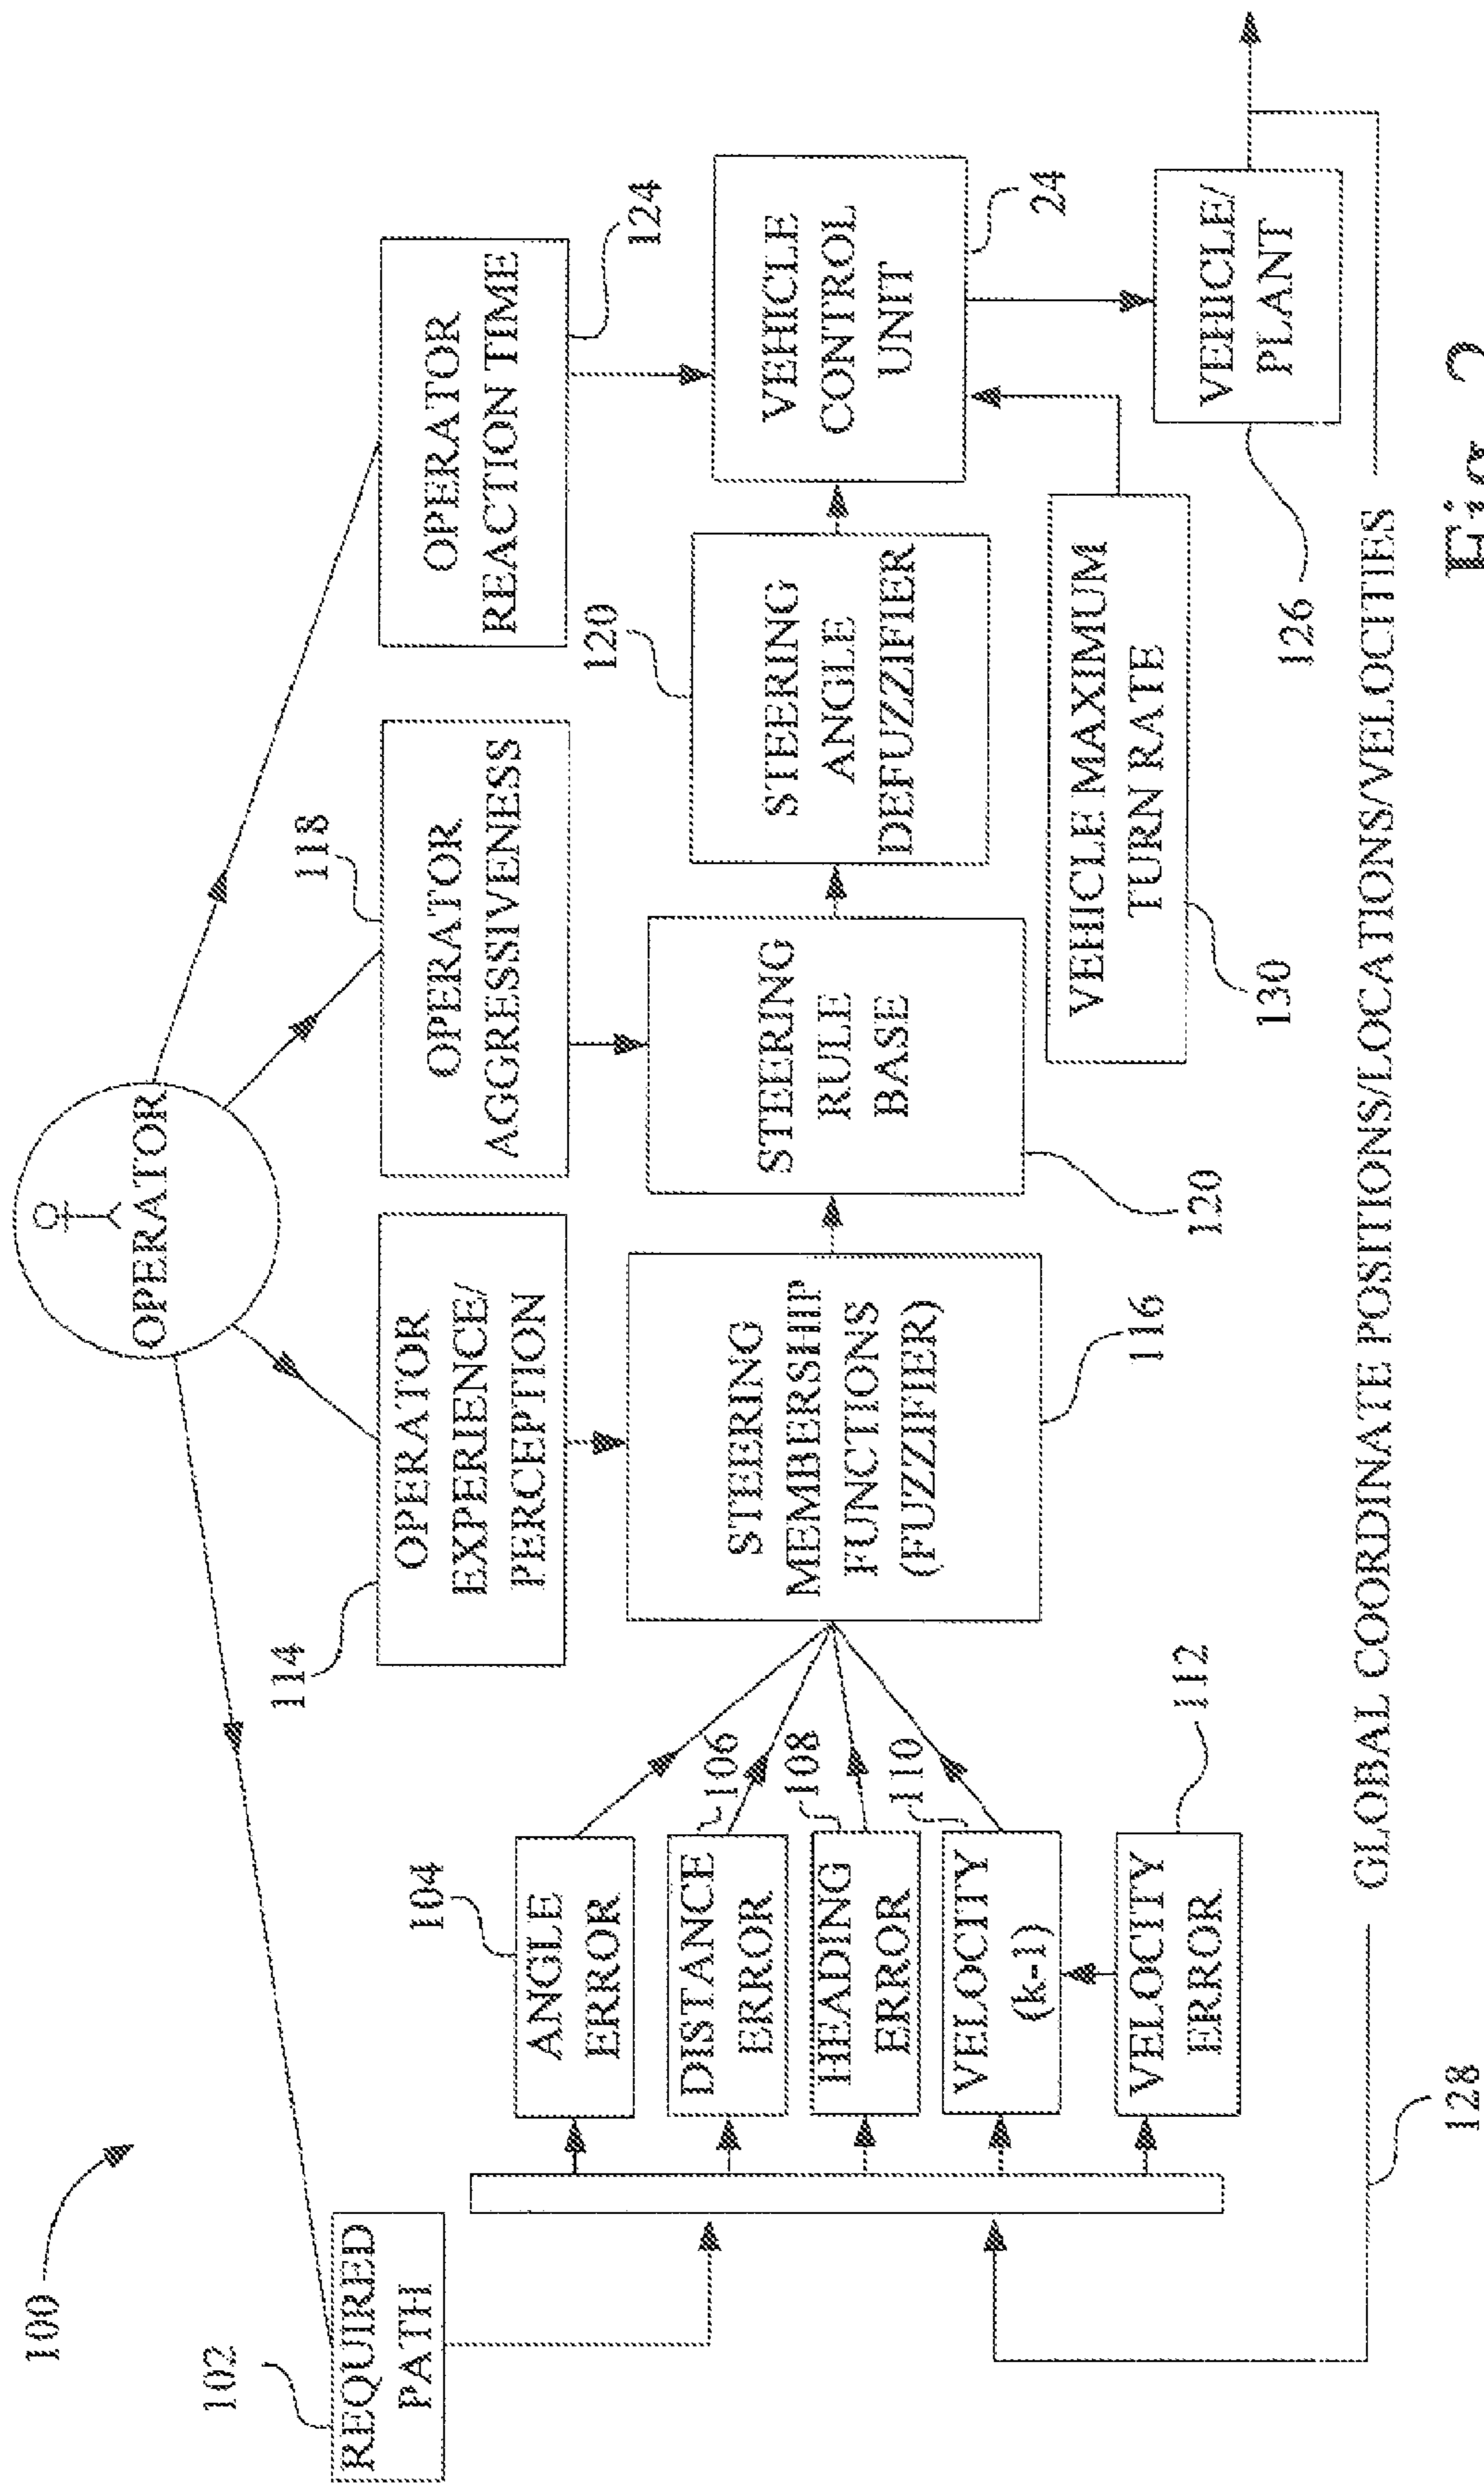 100
OPERATOR
102
REQUIRED
PATH
114
OPERATOR
EXPERIENCE/
PERCEPTION
118
OPERATOR
AGGRESSIVENESS
OPERATOR
REACTION TIME
124
104
ANGLE
ERROR
106
DISTANCE
ERROR
108
HEADING
ERROR
110
VELOCITY
(k-1)
112
VELOCITY
ERROR
STEERING
MEMBERSHIP
FUNCTIONS
(FUZZIFIER)
116
STEERING
RULE
BASE
120
120
STEERING
ANGLE
DEFUZZIFIER
VEHICLE
CONTROL
UNIT
24
VEHICLE MAXIMUM
TURN RATE
130
VEHICLE/
PLANT
126
GLOBAL COORDINATE POSITIONS/LOCATIONS/VELOCITIES
128